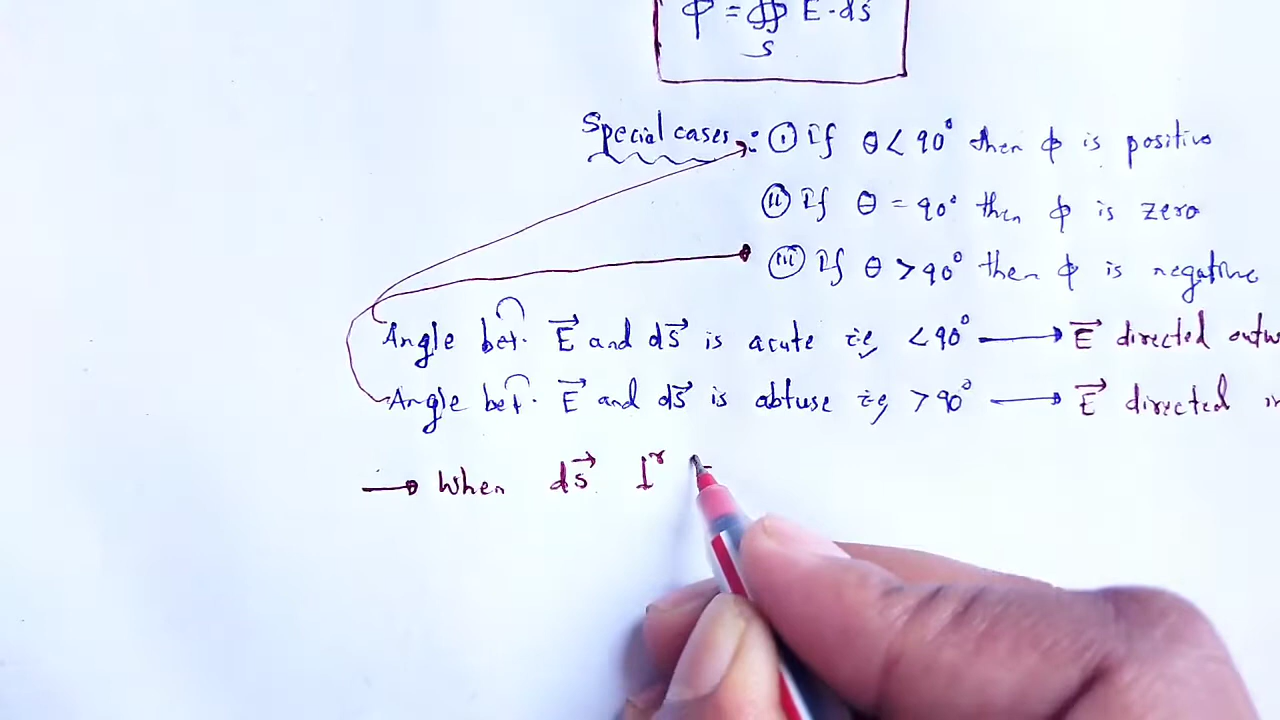 ϕ = ∯ E · ds
S
Special cases : (i) If θ < 90° then ϕ is positive
(ii) If θ = 90° then ϕ is zero
(iii) If θ > 90° then ϕ is negative
Angle bet. E⃗ and ds⃗ is acute i.e, < 90° ⟶ E⃗ directed outw
Angle bet. E⃗ and ds⃗ is obtuse i.e, > 90° ⟶ E⃗ directed in
⟶ When ds⃗ ⊥ʳ